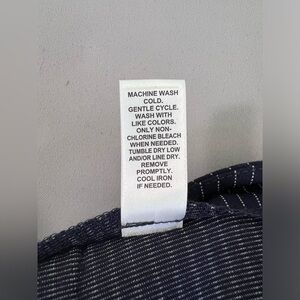 MACHINE WASH
COLD.
GENTLE CYCLE.
WASH WITH
LIKE COLORS.
ONLY NON-
CHLORINE BLEACH
WHEN NEEDED.
TUMBLE DRY LOW
AND/OR LINE DRY.
REMOVE
PROMPTLY.
COOL IRON
IF NEEDED.